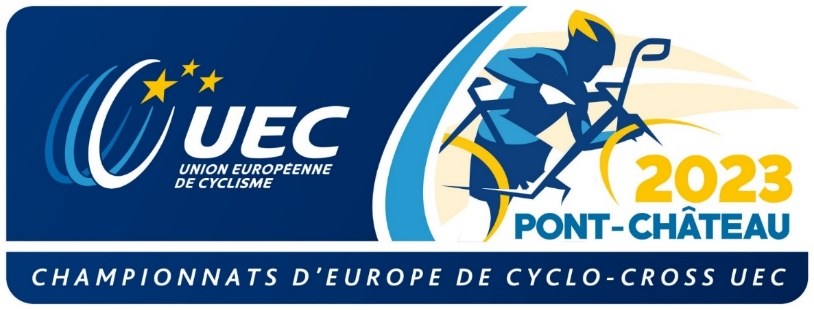 UEC
UNION EUROPÉENNE
DE CYCLISME
2023
PONT-CHÂTEAU
CHAMPIONNATS D'EUROPE DE CYCLO-CROSS UEC